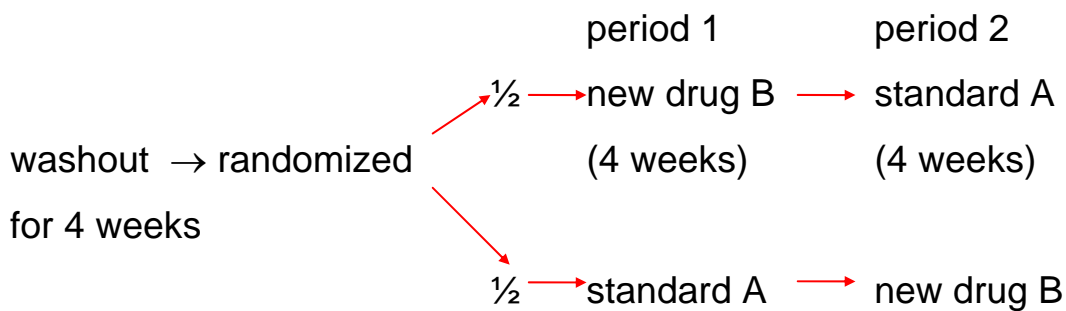 period 1 period 2
½ new drug B standard A
washout → randomized (4 weeks) (4 weeks)
for 4 weeks
½ standard A new drug B